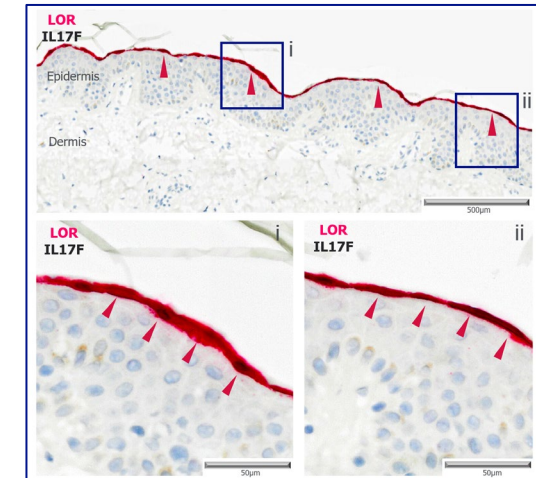 LOR
IL17F
i
Epidermis
ii
Dermis
500µm
LOR
IL17F
i
50µm
LOR
IL17F
ii
50µm